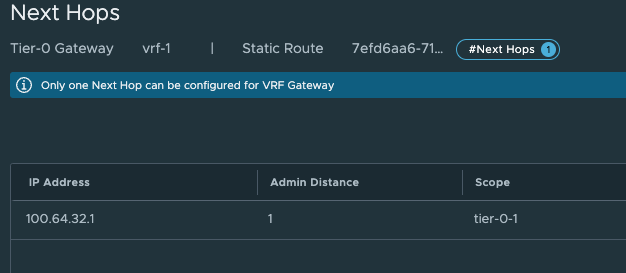 Next Hops
Tier-0 Gateway vrf-1 | Static Route 7efd6aa6-71... #Next Hops 1
Only one Next Hop can be configured for VRF Gateway
IP Address Admin Distance Scope
100.64.32.1 1 tier-0-1